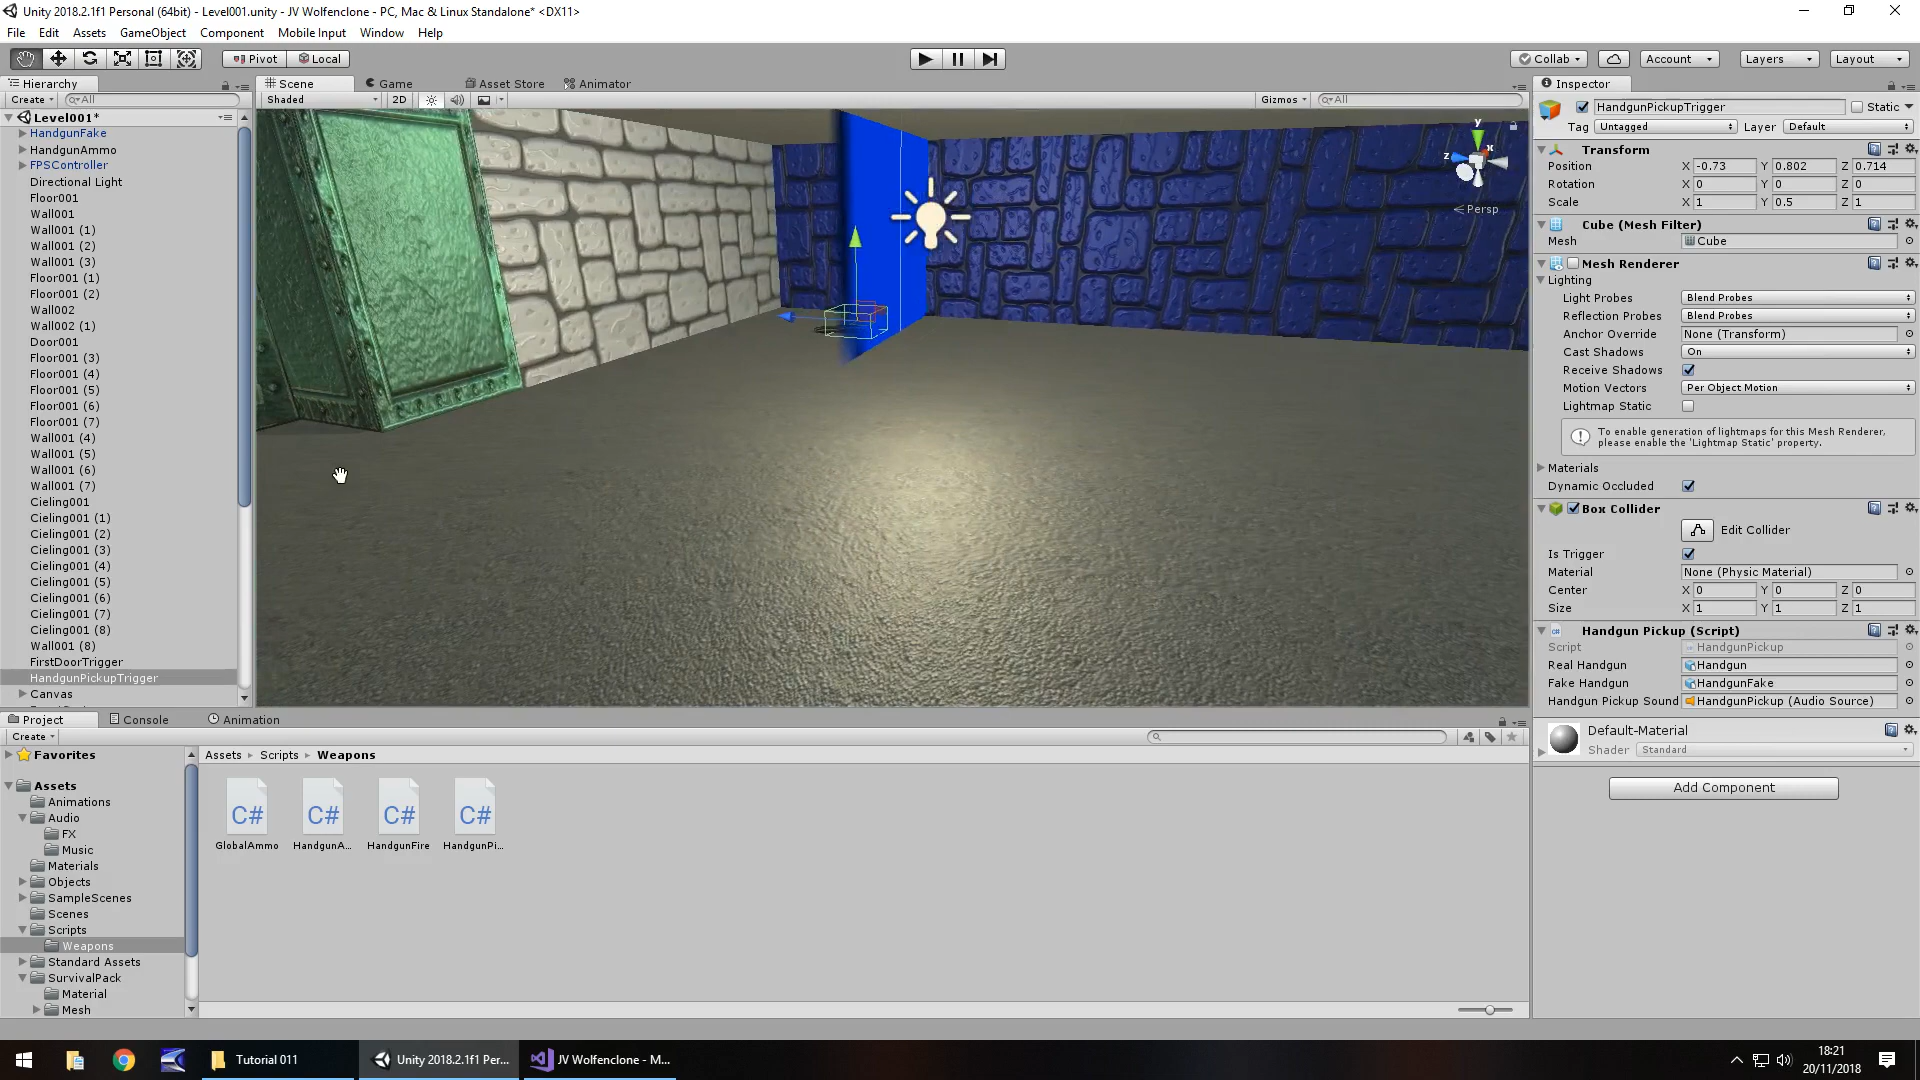 Unity 2018.2.1f1 Personal (64bit) - Level001.unity - JV Wolfenclone - PC, Mac & Linux Standalone* <DX11>
File Edit Assets GameObject Component Mobile Input Window Help
Pivot Local Collab Account Layers Layout
Hierarchy
Create All
Level001*
HandgunFake
HandgunAmmo
FPSController
Directional Light
Floor001
Wall001
Wall001 (1)
Wall001 (2)
Wall001 (3)
Floor001 (1)
Floor001 (2)
Wall002
Wall002 (1)
Door001
Floor001 (3)
Floor001 (4)
Floor001 (5)
Floor001 (6)
Floor001 (7)
Wall001 (4)
Wall001 (5)
Wall001 (6)
Wall001 (7)
Cieling001
Cieling001 (1)
Cieling001 (2)
Cieling001 (3)
Cieling001 (4)
Cieling001 (5)
Cieling001 (6)
Cieling001 (7)
Cieling001 (8)
Wall001 (8)
FirstDoorTrigger
HandgunPickupTrigger
Canvas
Scene Game Asset Store Animator
Shaded 2D Gizmos All
y
x
z
Persp
Inspector
HandgunPickupTrigger Static
Tag Untagged Layer Default
Transform
Position X -0.73 Y 0.802 Z 0.714
Rotation X 0 Y 0 Z 0
Scale X 1 Y 0.5 Z 1
Cube (Mesh Filter)
Mesh Cube
Mesh Renderer
Lighting
Light Probes Blend Probes
Reflection Probes Blend Probes
Anchor Override None (Transform)
Cast Shadows On
Receive Shadows
Motion Vectors Per Object Motion
Lightmap Static
To enable generation of lightmaps for this Mesh Renderer,
please enable the 'Lightmap Static' property.
Materials
Dynamic Occluded
Box Collider
Edit Collider
Is Trigger
Material None (Physic Material)
Center X 0 Y 0 Z 0
Size X 1 Y 1 Z 1
Handgun Pickup (Script)
Script HandgunPickup
Real Handgun Handgun
Fake Handgun HandgunFake
Handgun Pickup Sound HandgunPickup (Audio Source)
Default-Material
Shader Standard
Add Component
Project Console Animation
Create
Favorites
Assets
Animations
Audio
FX
Music
Materials
Objects
SampleScenes
Scenes
Scripts
Weapons
Standard Assets
SurvivalPack
Material
Mesh
Assets Scripts Weapons
C# C# C# C#
GlobalAmmo HandgunA... HandgunFire HandgunPi...
Tutorial 011 Unity 2018.2.1f1 Per... JV Wolfenclone - M...
18:21
20/11/2018